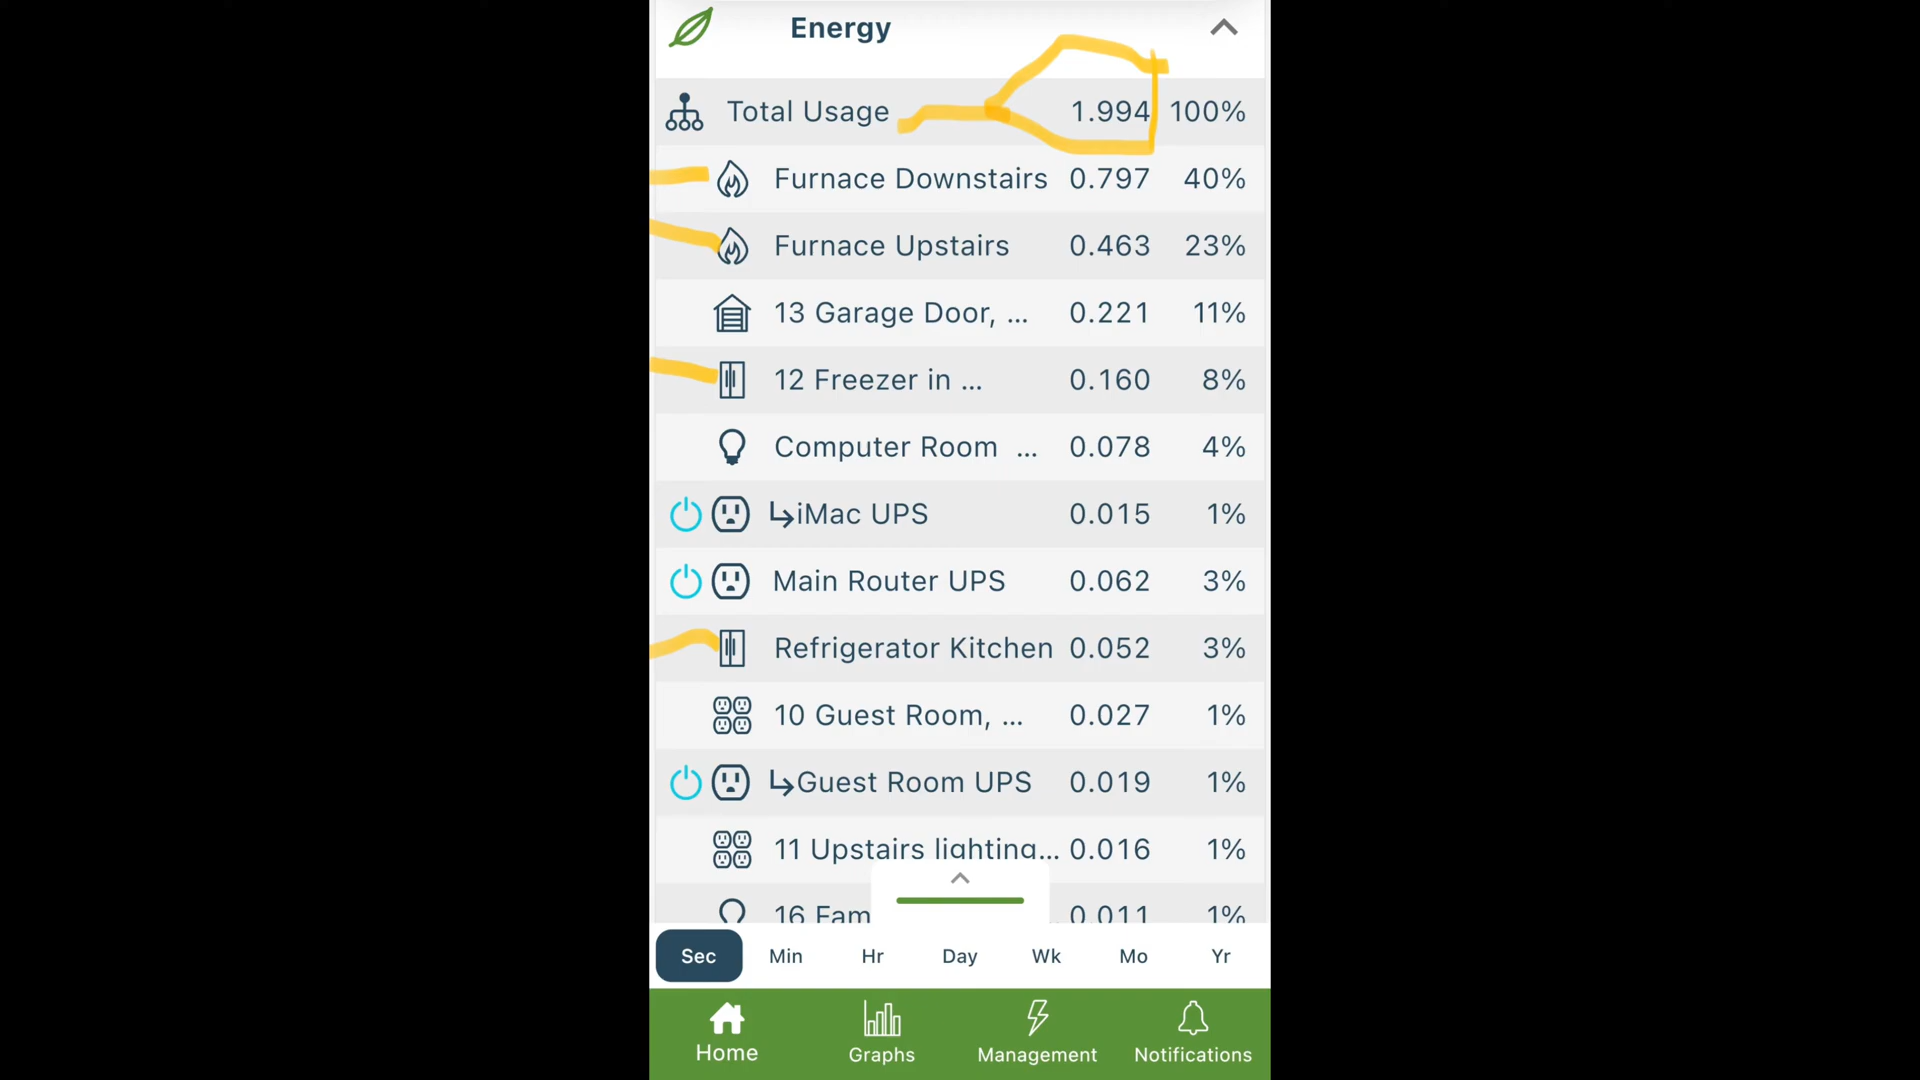 Energy
Total Usage 1.994 100%
Furnace Downstairs 0.797 40%
Furnace Upstairs 0.463 23%
13 Garage Door, ... 0.221 11%
12 Freezer in ... 0.160 8%
Computer Room ... 0.078 4%
iMac UPS 0.015 1%
Main Router UPS 0.062 3%
Refrigerator Kitchen 0.052 3%
10 Guest Room, ... 0.027 1%
Guest Room UPS 0.019 1%
11 Upstairs lighting... 0.016 1%
16 Fam 0.011 1%
Sec Min Hr Day Wk Mo Yr
Home Graphs Management Notifications